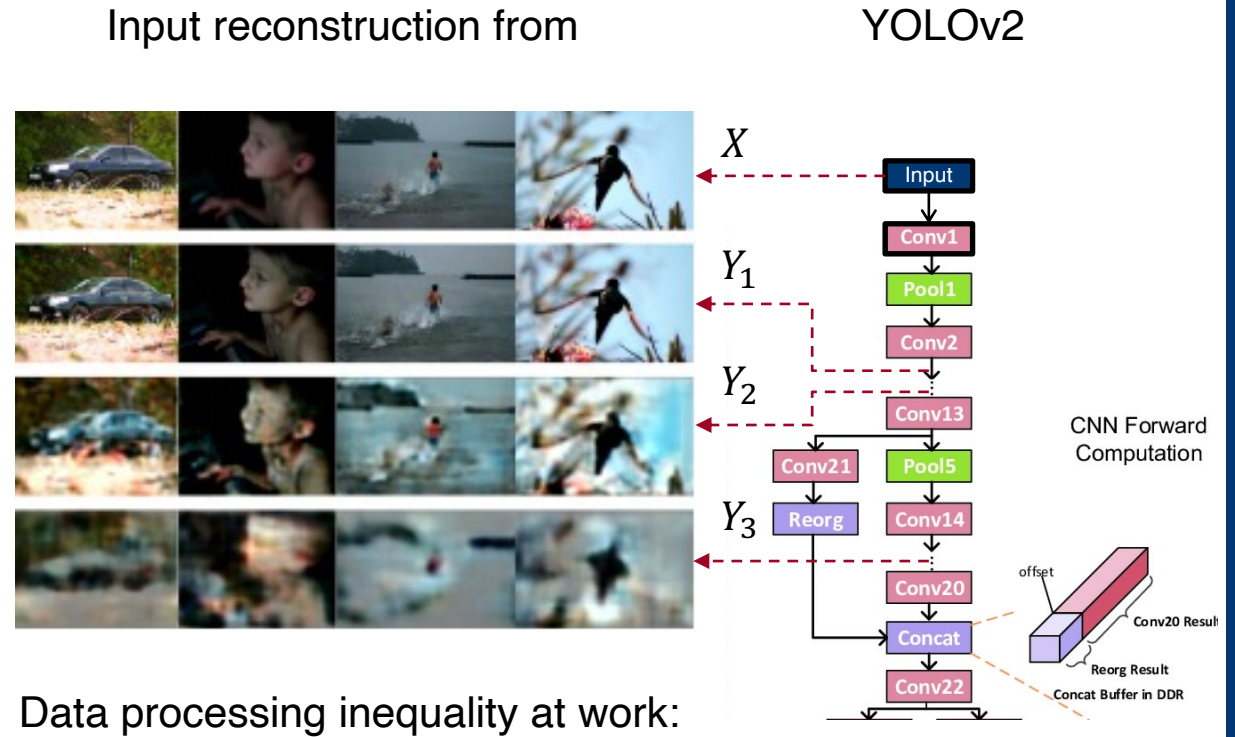 Input reconstruction from
YOLOv2
X
Input
Conv1
Y₁
Pool1
Conv2
Y₂
Conv13
CNN Forward
Computation
Conv21
Pool5
Y₃
Reorg
Conv14
offset
Conv20
Conv20 Resul
Concat
Reorg Result
Conv22
Concat Buffer in DDR
Data processing inequality at work: